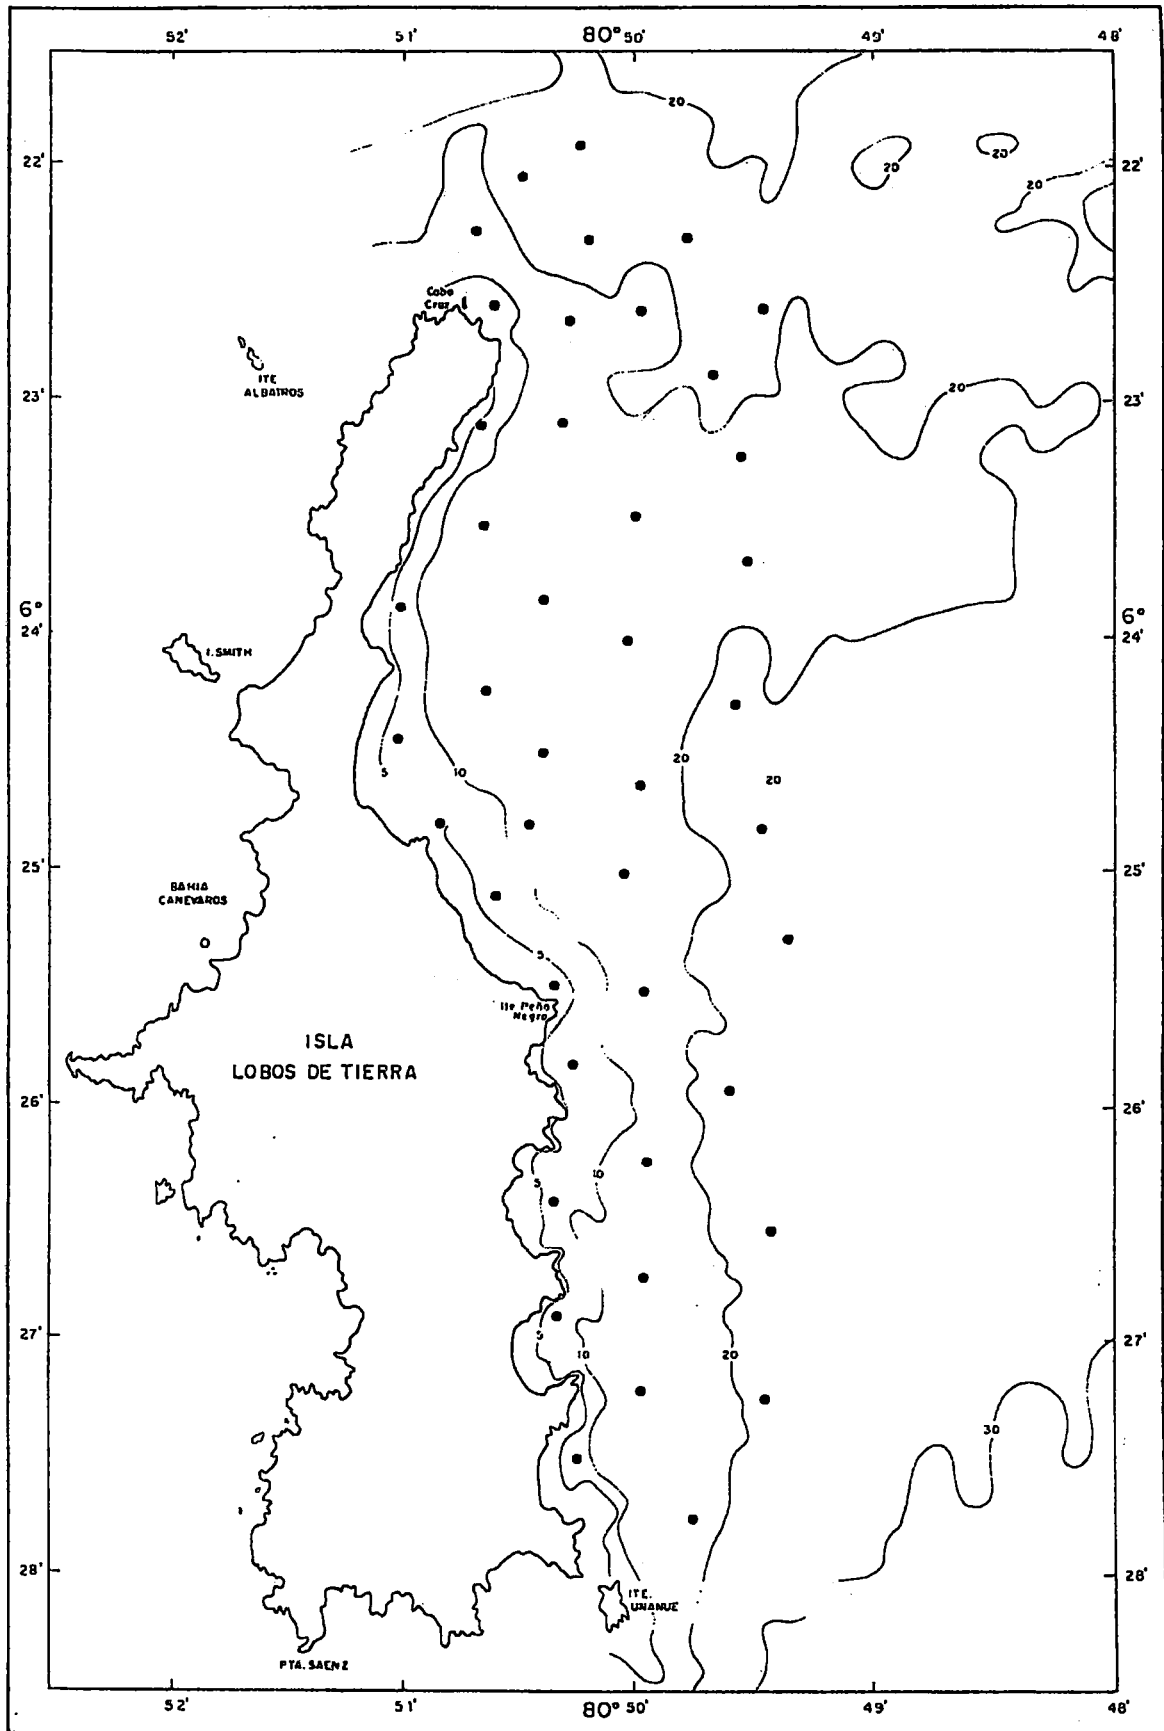 52' 51' 80° 50' 49' 48'
20
22' 22'
20 20
20
Cabo
Cruz
ITE
ALBATROS
20
23' 23'
6° 6°
24' 24'
I. SMITH
20
5 10 20
25' 25'
BAHIA
CANEVAROS
5
Ite Peña
Negra
ISLA
LOBOS DE TIERRA
26' 26'
5 10
27' 27'
5 10 20
30
28' 28'
ITE.
UNANUE
PTA. SAENZ
52' 51' 80° 50' 49' 48'